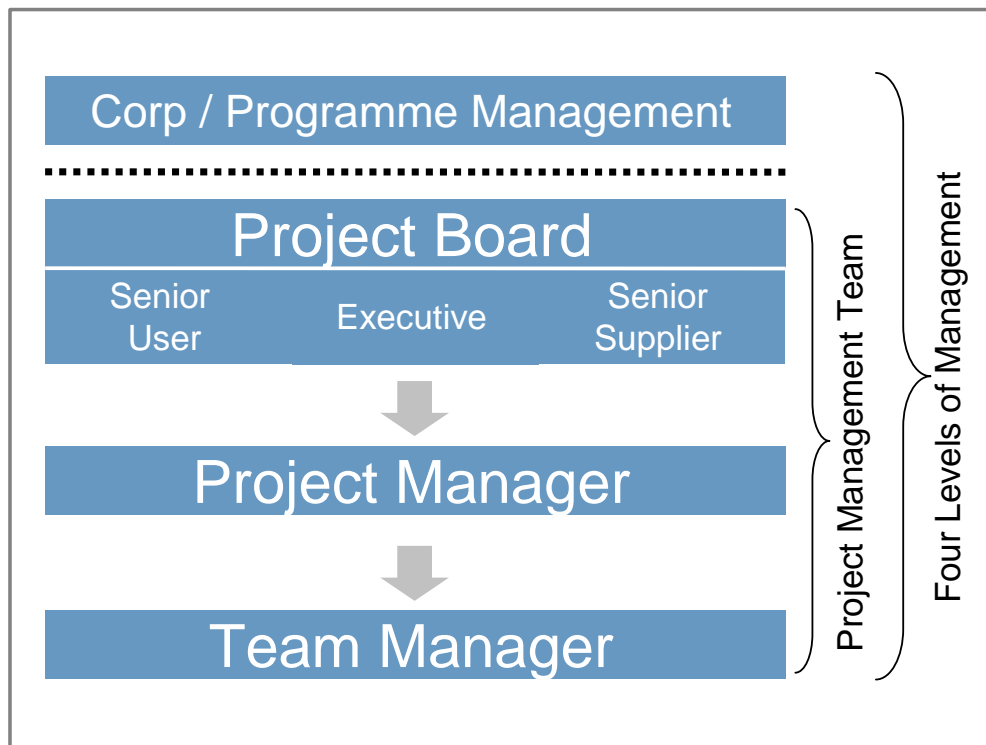 Corp / Programme Management
Project Board
Senior
User
Executive
Senior
Supplier
Project Manager
Team Manager
Project Management Team
Four Levels of Management